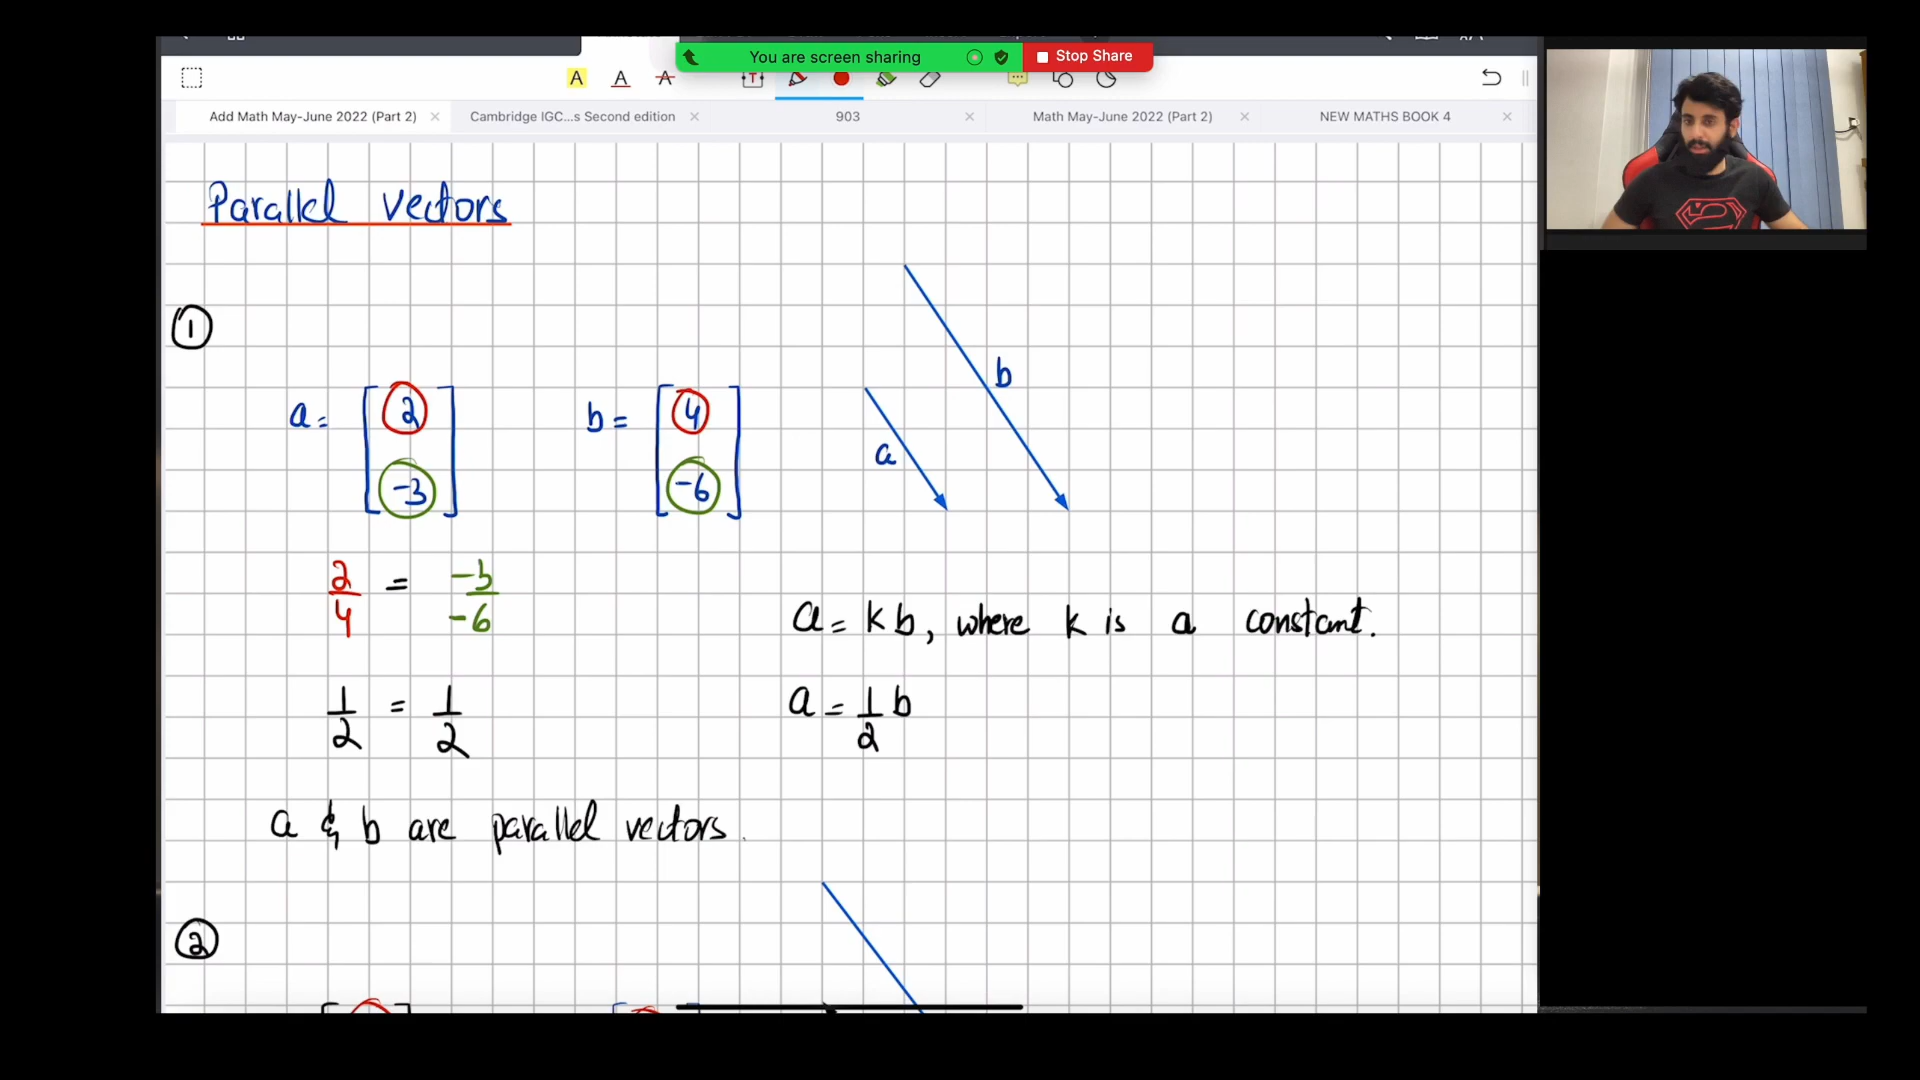 You are screen sharing
Stop Share
A A A T
Add Math May-June 2022 (Part 2) × Cambridge IGC...s Second edition × 903 × Math May-June 2022 (Part 2) × NEW MATHS BOOK 4 ×
Parallel vectors
1
a = [2 -3] b = [4 -6]
b
a
2/4 = -3/-6
a = k b, where k is a constant.
1/2 = 1/2
a = 1/2 b
a & b are parallel vectors.
2